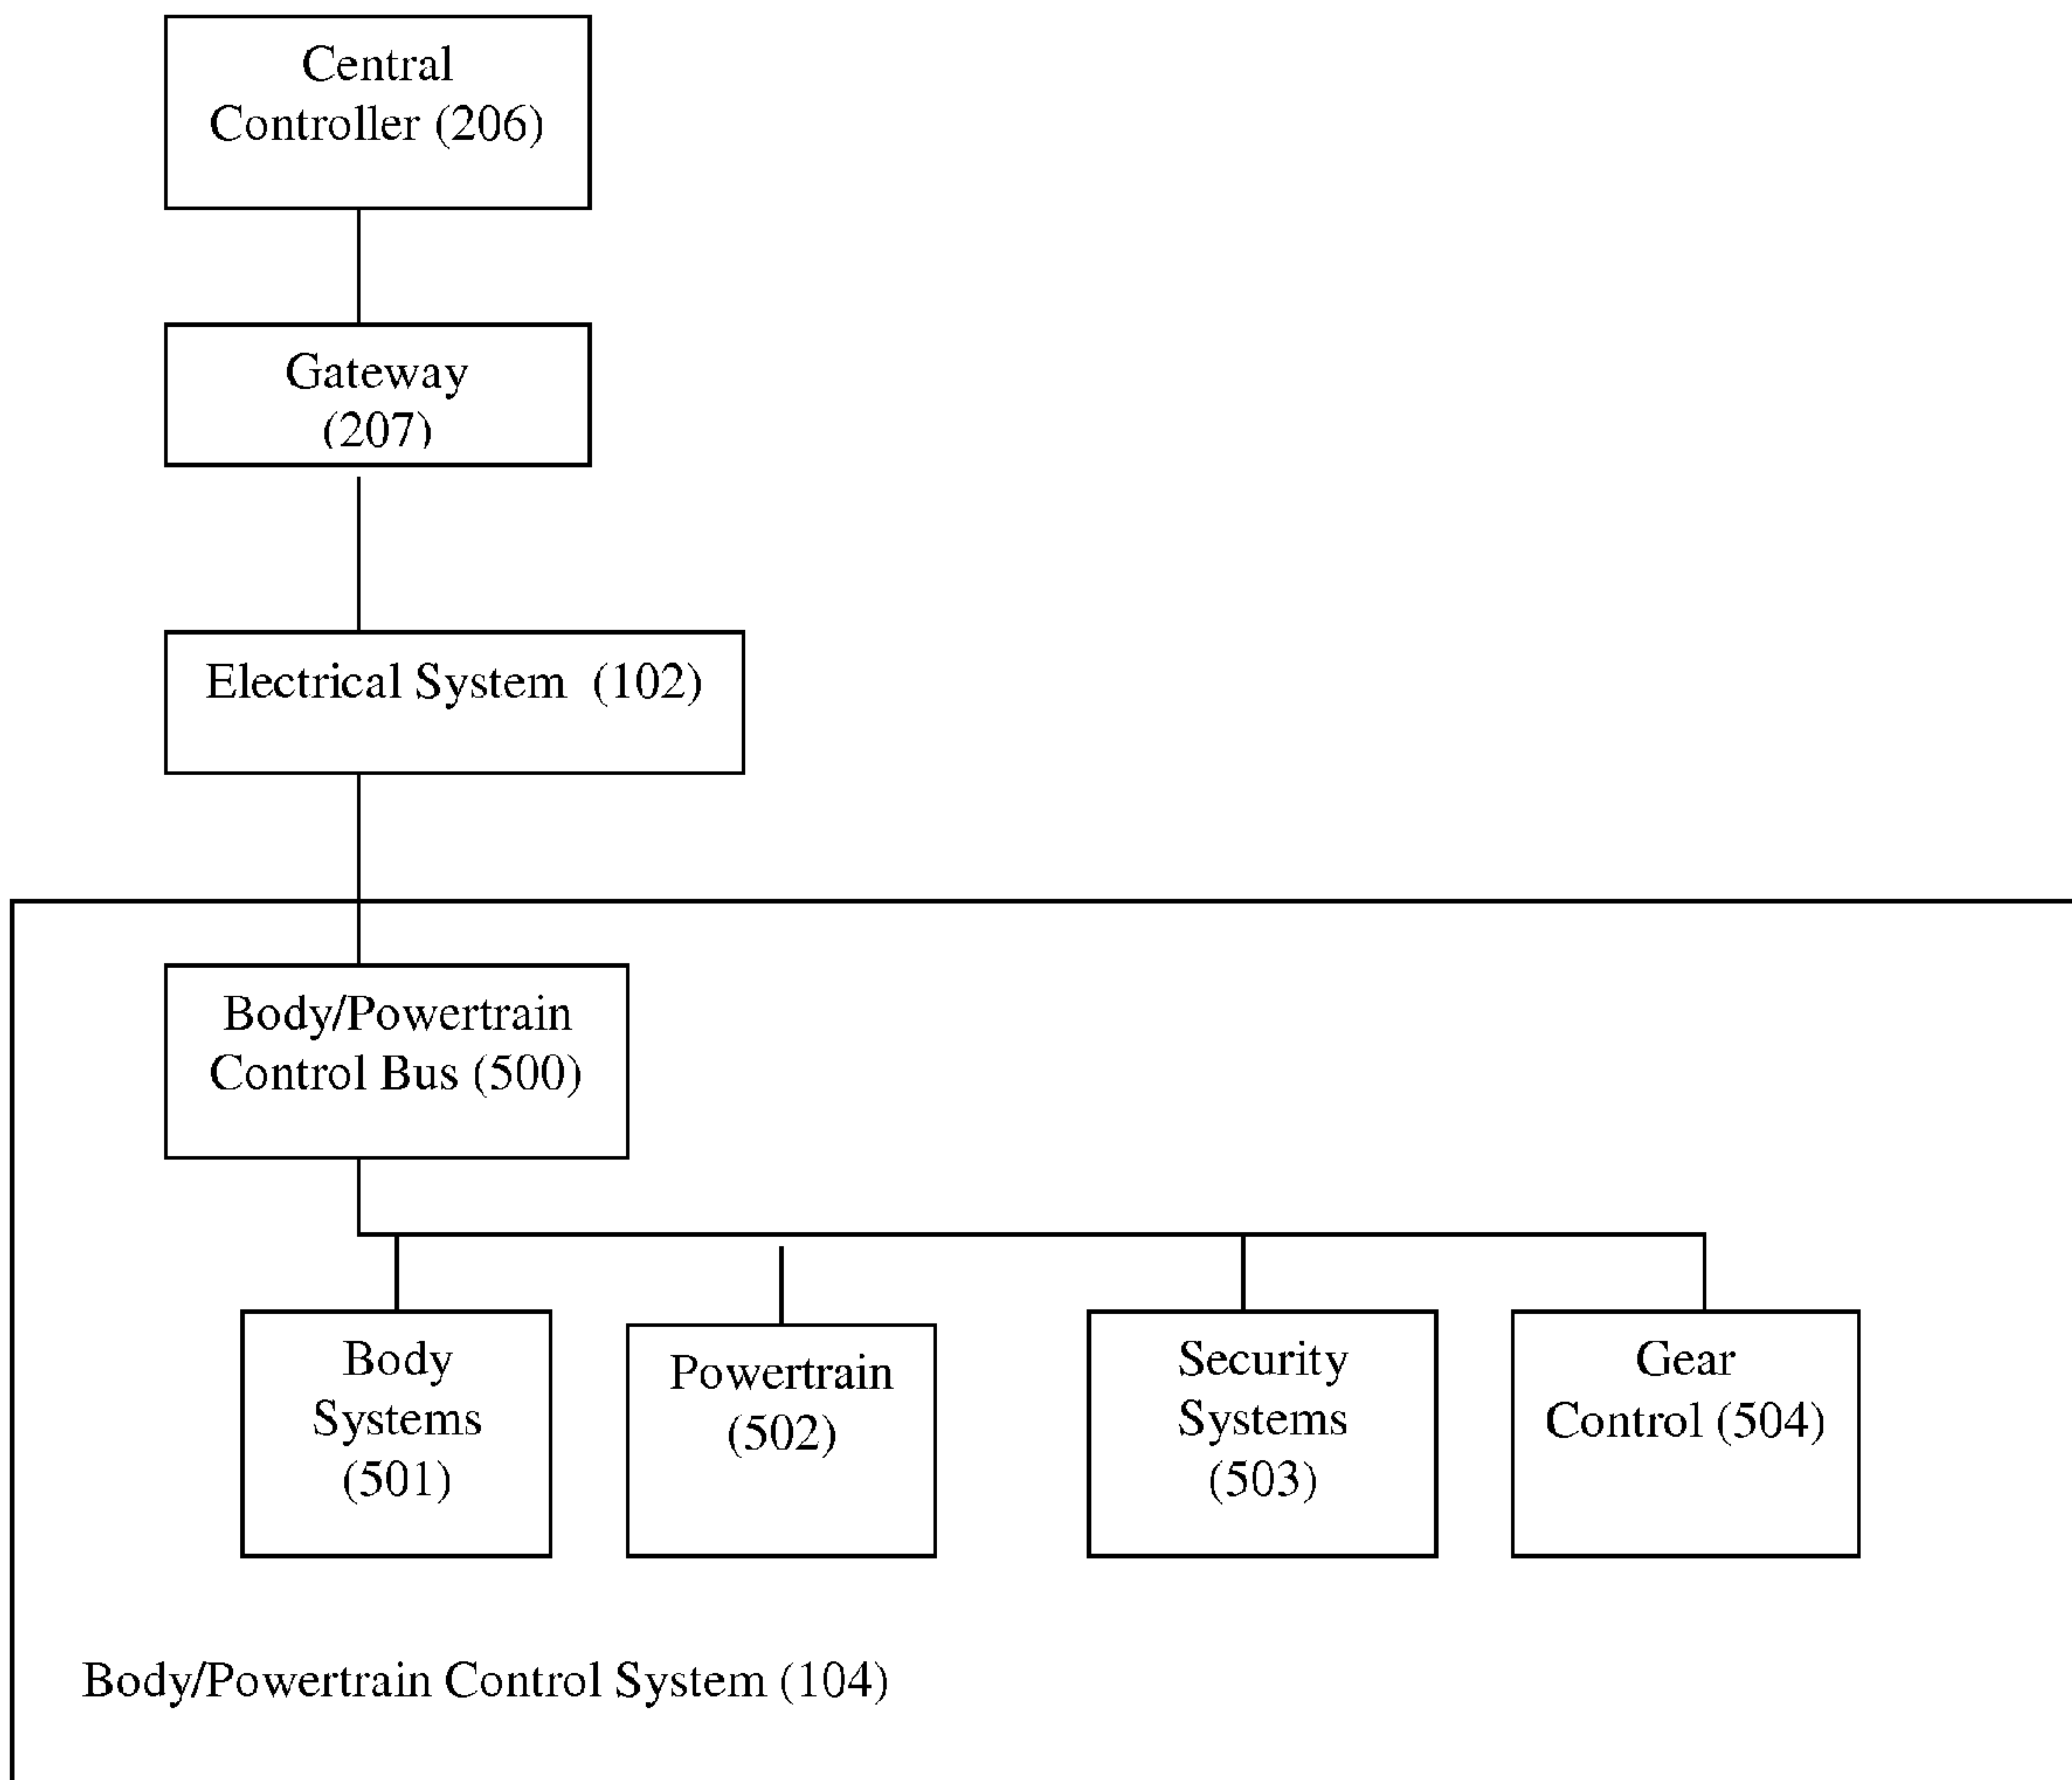 Central
Controller (206)
Gateway
(207)
Electrical System (102)
Body/Powertrain
Control Bus (500)
Body
Systems
(501)
Powertrain
(502)
Security
Systems
(503)
Gear
Control (504)
Body/Powertrain Control System (104)